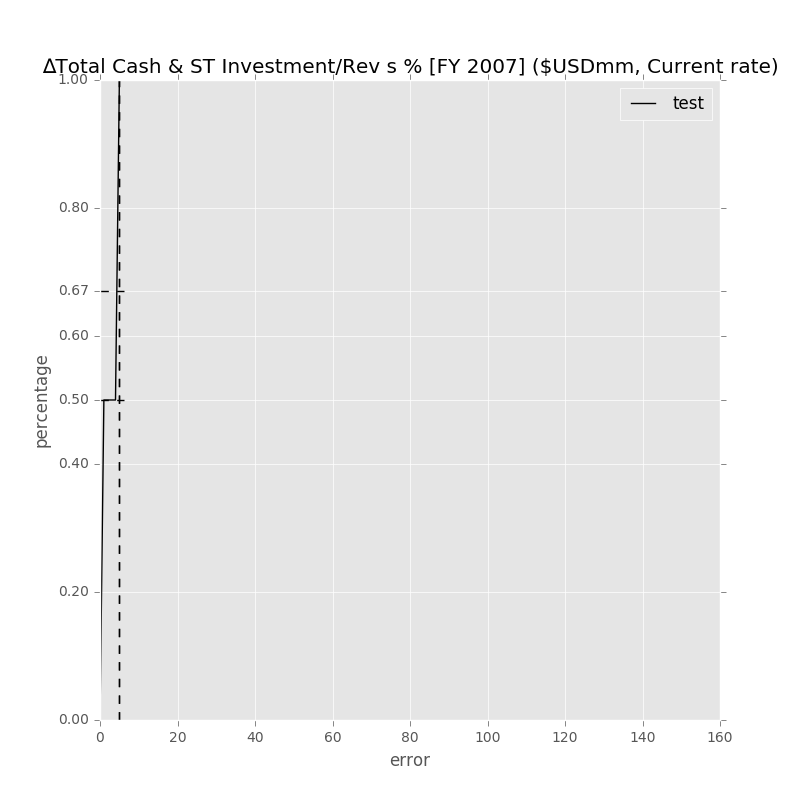 ΔTotal Cash & ST Investment/Rev s % [FY 2007] ($USDmm, Current rate)
1.00
test
0.80
0.67
0.60
percentage
0.50
0.40
0.20
0.00
0 20 40 60 80 100 120 140 160
error